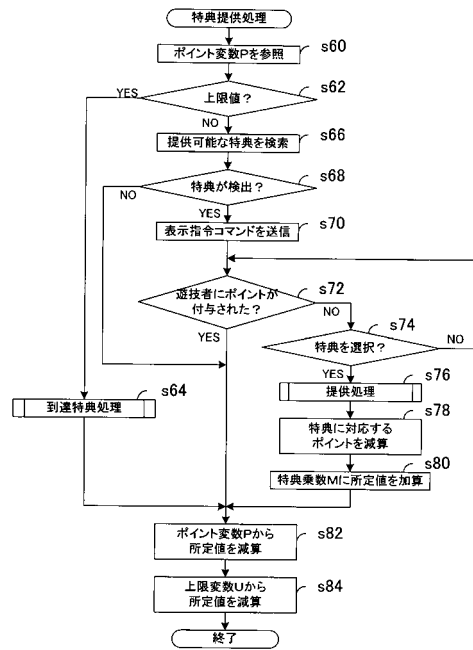 特典提供処理
ポイント変数Pを参照
s60
上限値?
s62
YES
NO
提供可能な特典を検索
s66
特典が検出?
s68
NO
YES
表示指令コマンドを送信
s70
遊技者にポイントが
付与された?
s72
NO
YES
特典を選択?
s74
NO
YES
到達特典処理
s64
提供処理
s76
特典に対応する
ポイントを減算
s78
特典乗数Mに所定値を加算
s80
ポイント変数Pから
所定値を減算
s82
上限変数Uから
所定値を減算
s84
終了